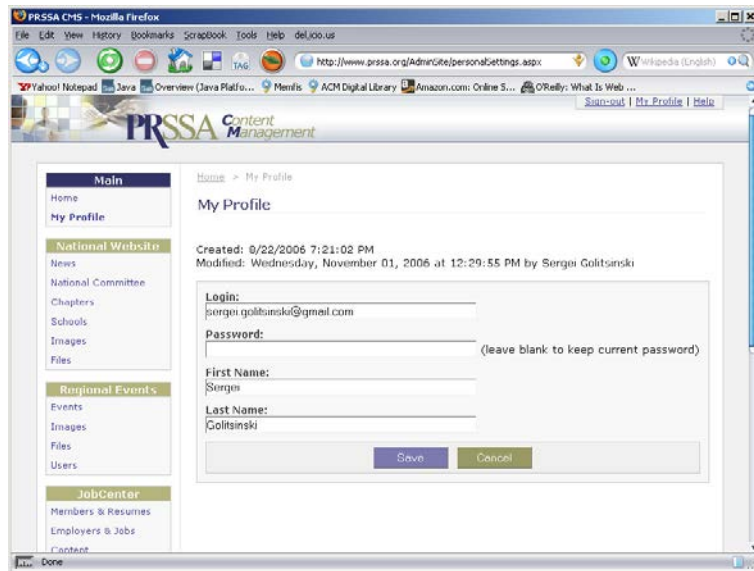 PRSSA CMS - Mozilla Firefox
File Edit View History Bookmarks ScrapBook Tools Help del.icio.us
TAG http://www.prssa.org/AdminSite/personalSettings.aspx Wikipedia (English)
Yahoo! Notepad Java Overview (Java Platfo... Memfis ACM Digital Library Amazon.com: Online S... O'Reilly: What Is Web ...
Sign-out | My Profile | Help
PRSSA Content Management
Main
Home
My Profile
National Website
News
National Committee
Chapters
Schools
Images
Files
Regional Events
Events
Images
Files
Users
JobCenter
Members & Resumes
Employers & Jobs
Content
Home > My Profile
My Profile
Created: 8/22/2006 7:21:02 PM
Modified: Wednesday, November 01, 2006 at 12:29:55 PM by Sergei Golitsinski
Login:
sergei.golitsinski@gmail.com
Password:
(leave blank to keep current password)
First Name:
Sergei
Last Name:
Golitsinski
Save Cancel
Done